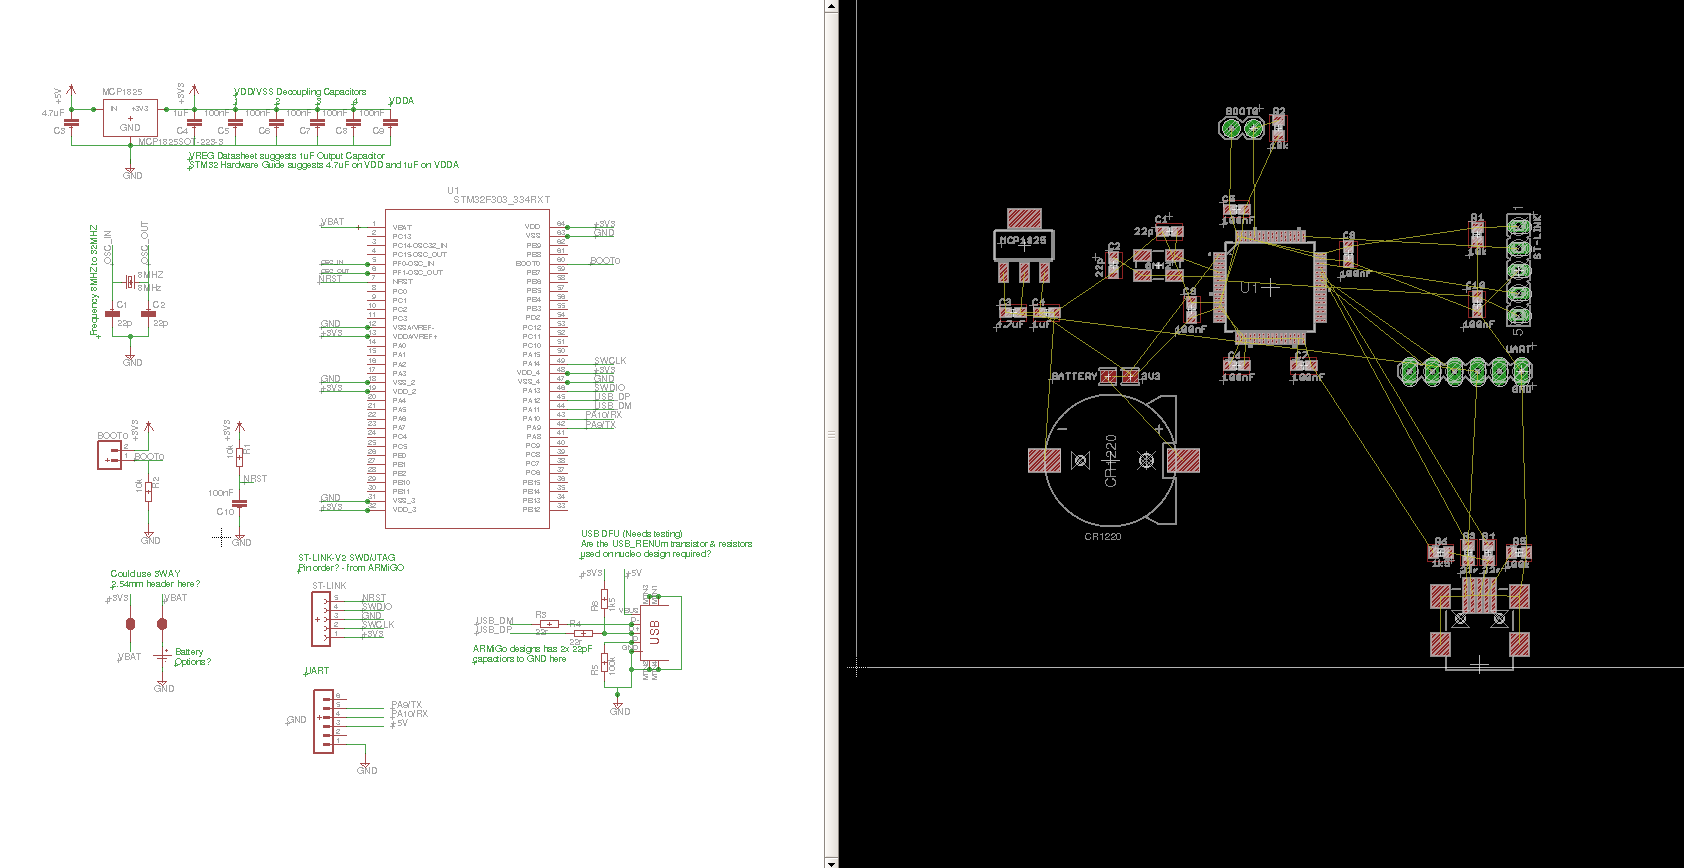 +5V
MCP1825
+3V3
VDD/VSS Decoupling Capacitors
1
2
3
4
VDDA
IN
+3V3
GND
4.7uF
C3
1uF
C4
100nF
C5
100nF
C6
100nF
C7
100nF
C8
100nF
C9
MCP1825SOT-223-3
VREG Datasheet suggests 1uF Output Capacitor
STM32 Hardware Guide suggests 4.7uF on VDD and 1uF on VDDA
GND
U1
STM32F303_334RXT
VBAT
1 VBAT
2 PC13
3 PC14-OSC32_IN
4 PC15-OSC_OUT
OSC_IN
5 PF0-OSC_IN
OSC_OUT
6 PF1-OSC_OUT
NRST
7 NRST
8 PC0
9 PC1
10 PC2
11 PC3
GND
12 VSSA/VREF-
+3V3
13 VDDA/VREF+
14 PA0
15 PA1
16 PA2
17 PA3
GND
18 VSS_2
+3V3
19 VDD_2
20 PA4
21 PA5
22 PA6
23 PA7
24 PC4
25 PC5
26 PB0
27 PB1
28 PB2
29 PB10
30 PB11
GND
31 VSS_3
+3V3
32 VDD_3
VDD 64
+3V3
VSS 63
GND
PB9 62
PB8 61
BOOT0 60
BOOT0
PB7 59
PB6 58
PB5 57
PB4 56
PB3 55
PD2 54
PC12 53
PC11 52
PC10 51
PA15 50
PA14 49
SWCLK
VDD_4 48
+3V3
VSS_4 47
GND
PA13 46
SWDIO
PA12 45
USB_DP
PA11 44
USB_DM
PA10 43
PA10/RX
PA9 42
PA9/TX
PA8 41
PC9 40
PC8 39
PC7 38
PC6 37
PB15 36
PB14 35
PB13 34
PB12 33
Frequency 8MHZ to 32MHZ
OSC_IN
OSC_OUT
8MHZ
8MHz
C1
22p
C2
22p
GND
BOOT0
+3V3
2
1
BOOT0
10k
R2
GND
+3V3
10k
R1
NRST
100nF
C10
GND
Could use 3WAY
2.54mm header here?
+3V3
VBAT
VBAT
Battery
Options?
GND
ST-LINK-V2 SWD/JTAG
Pin order? - from ARMiGO
ST-LINK
5
NRST
4
SWDIO
3
GND
2
SWCLK
1
+3V3
UART
6
5
PA9/TX
4
PA10/RX
3
+5V
2
1
GND
GND
USB DFU (Needs testing)
Are the USB_RENUm transistor & resistors
used on nucleo design required?
+3V3
+5V
R6
1k5
VBUS
D-
D+
GND
USB
USB_DM
R3
22r
USB_DP
R4
22r
R5
100k
ARMiGo designs has 2x 22pF
capactiors to GND here
GND
BOOT0
R2
10k
C5
100nF
C1
22p
C2
22p
MCP1825
C3
4.7uF
C4
1uF
C9
100nF
U1
C8
100nF
R1
10k
C10
100nF
1
ST-LINK
5
C6
100nF
C7
100nF
BATTERY
3V3
UART
GND
CR1220
CR1220
R6
1k5
R3
22r
R4
22r
R5
100k